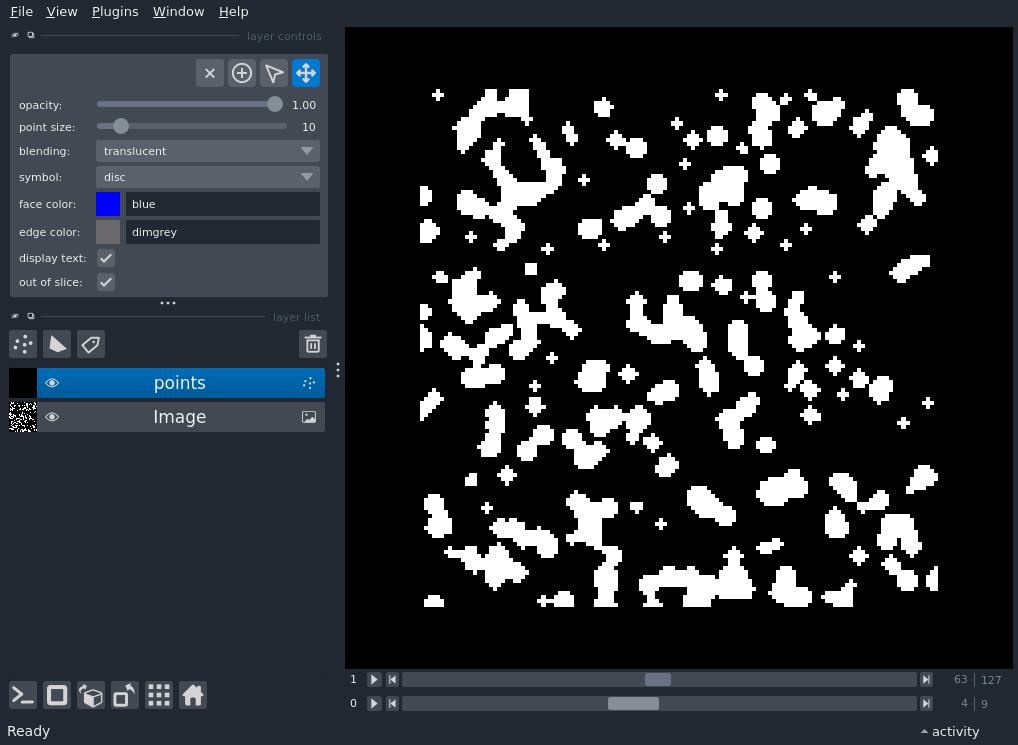 File View Plugins Window Help
layer controls
opacity: 1.00
point size: 10
blending: translucent
symbol: disc
face color: blue
edge color: dimgrey
display text:
out of slice:
layer list
points
Image
1 63 127
0 4 9
Ready activity